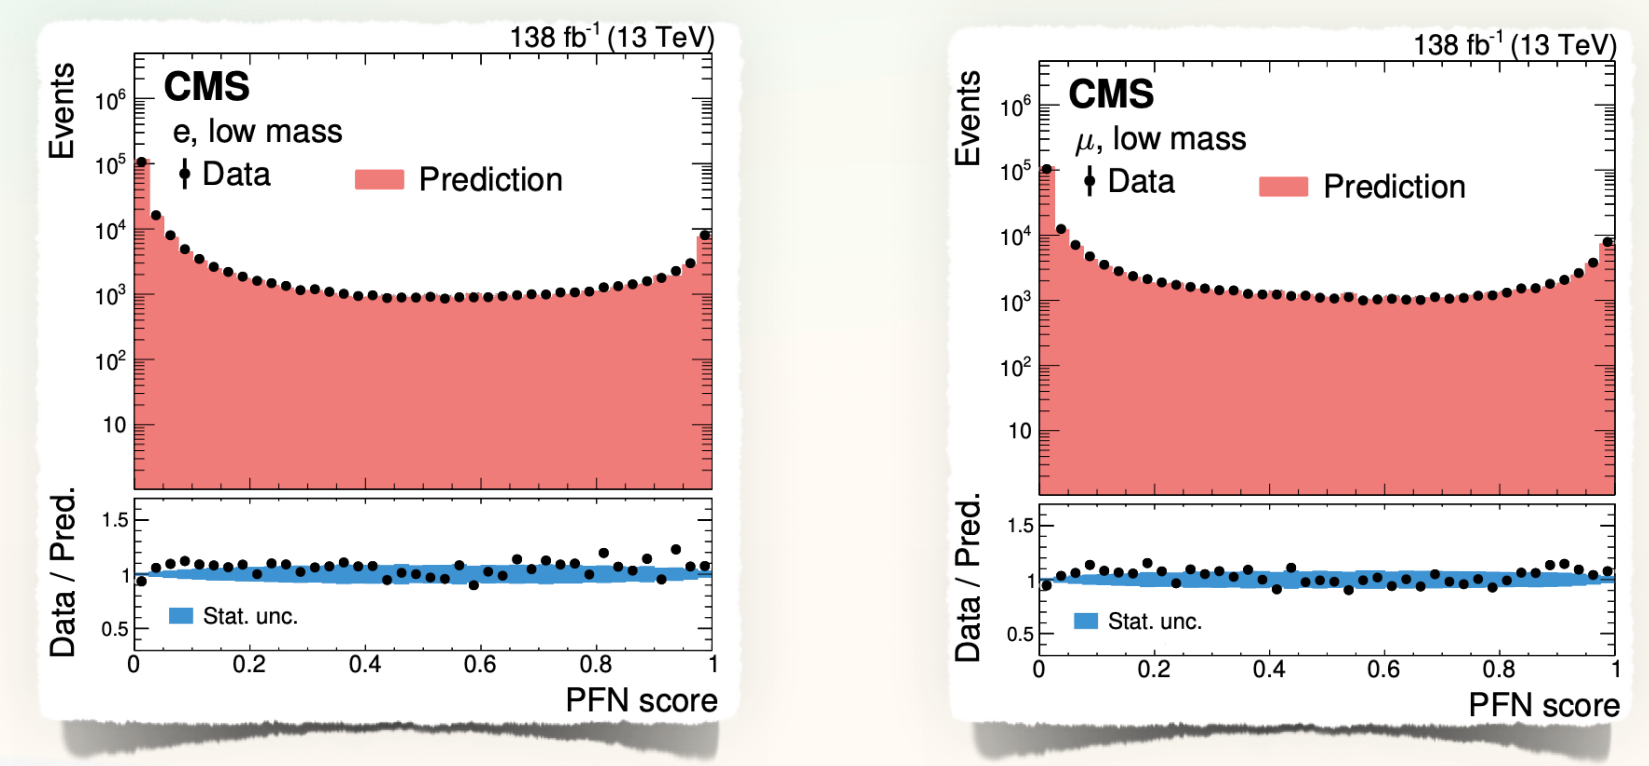 138 fb-1 (13 TeV)
Events
CMS
e, low mass
Data
Prediction
10^6
10^5
10^4
10^3
10^2
10
Data / Pred.
1.5
1
0.5
Stat. unc.
0 0.2 0.4 0.6 0.8 1
PFN score
138 fb-1 (13 TeV)
Events
CMS
μ, low mass
Data
Prediction
10^6
10^5
10^4
10^3
10^2
10
Data / Pred.
1.5
1
0.5
Stat. unc.
0 0.2 0.4 0.6 0.8 1
PFN score